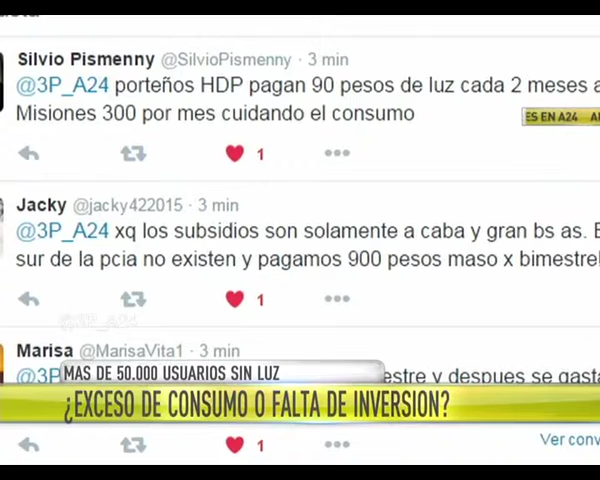 Silvio Pismenny @SilvioPismenny · 3 min
@3P_A24 porteños HDP pagan 90 pesos de luz cada 2 meses
Misiones 300 por mes cuidando el consumo
ES EN A24
1
Jacky @jacky422015 · 3 min
@3P_A24 xq los subsidios son solamente a caba y gran bs as.
sur de la pcia no existen y pagamos 900 pesos maso x bimestre!
1
@3P_A24
Marisa @MarisaVita1 · 3 min
@3P
MAS DE 50.000 USUARIOS SIN LUZ
estre y despues se gasta
¿EXCESO DE CONSUMO O FALTA DE INVERSION?
1
Ver conv